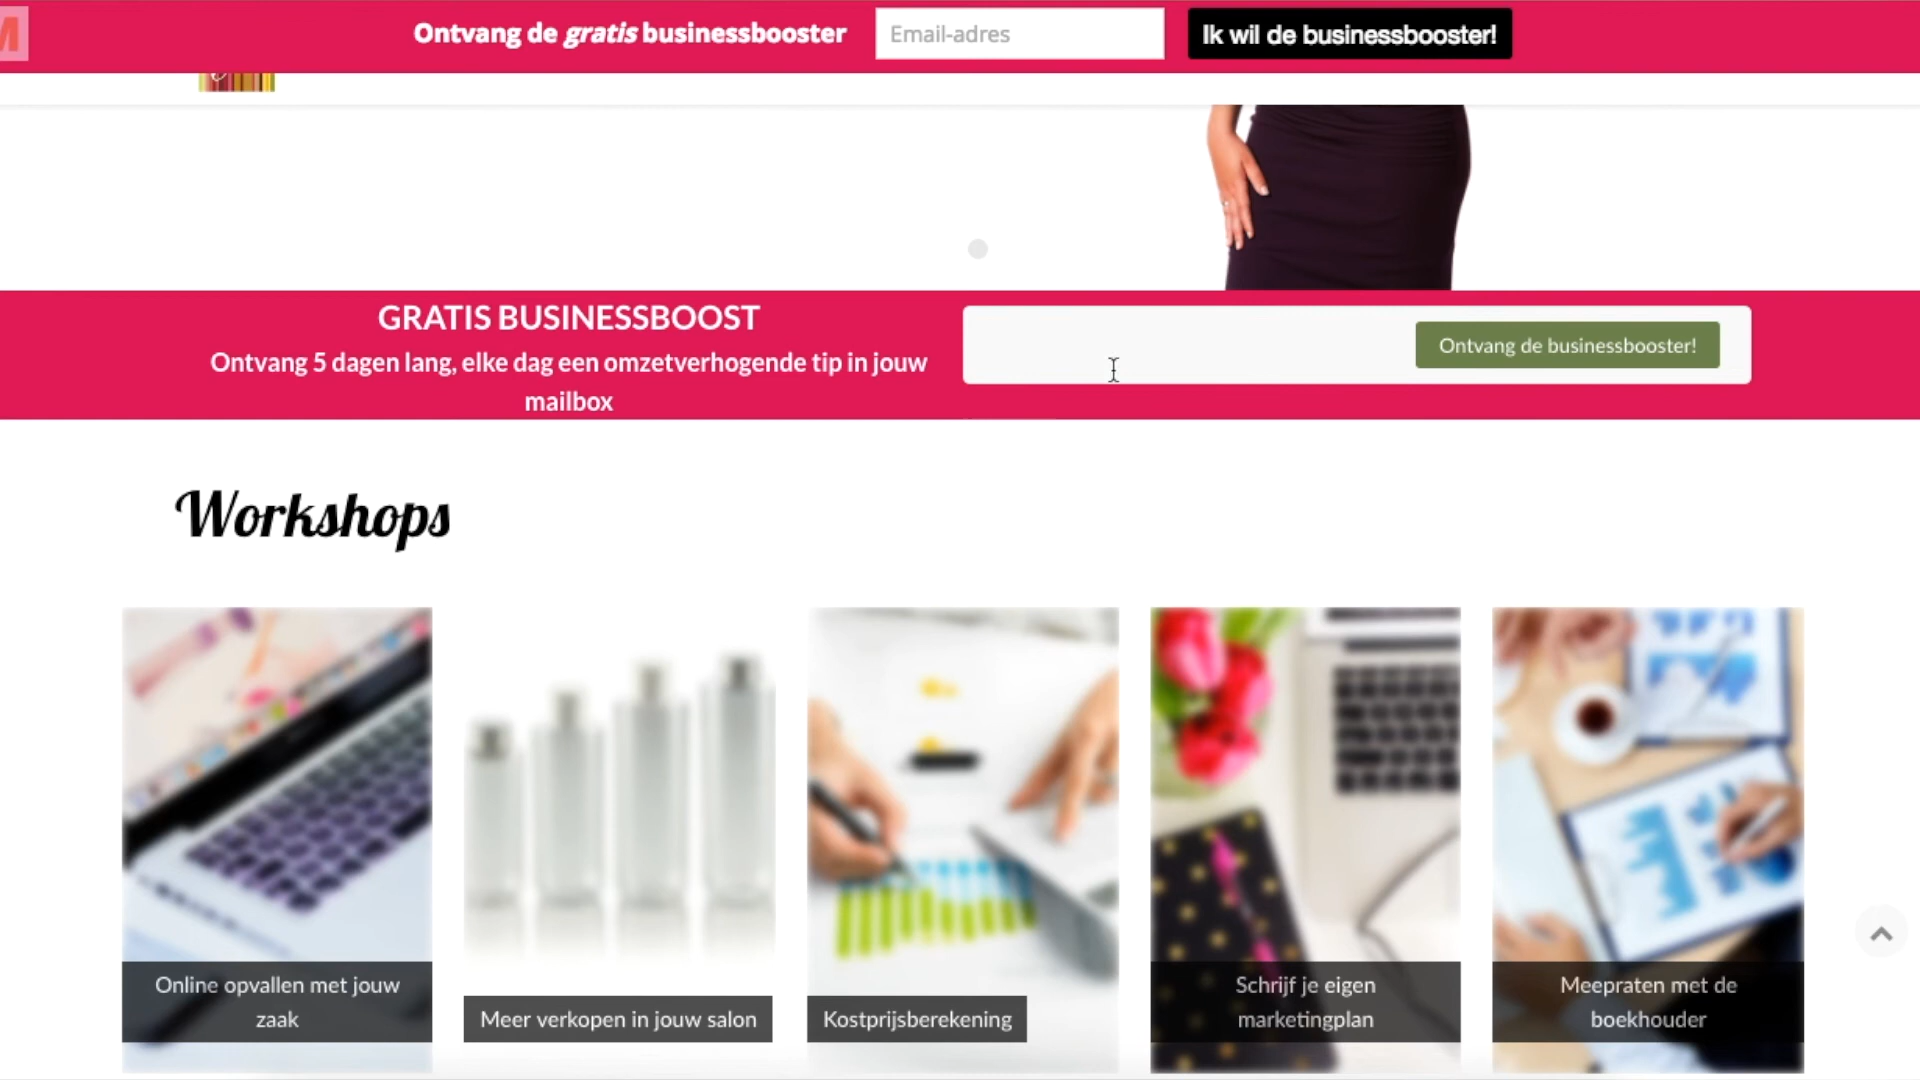 M
Ontvang de gratis businessbooster
Email-adres
Ik wil de businessbooster!
GRATIS BUSINESSBOOST
Ontvang 5 dagen lang, elke dag een omzetverhogende tip in jouw
mailbox
Ontvang de businessbooster!
Workshops
Online opvallen met jouw
zaak
Meer verkopen in jouw salon
Kostprijsberekening
Schrijf je eigen
marketingplan
Meepraten met de
boekhouder